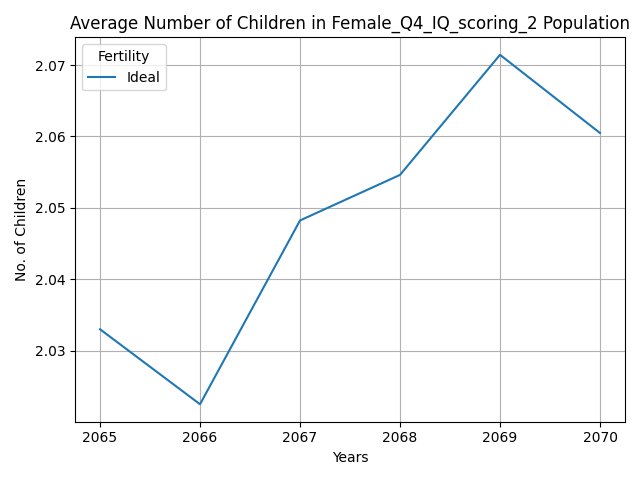 Average Number of Children in Female_Q4_IQ_scoring_2 Population
Fertility
Ideal
2.07
2.06
2.05
2.04
2.03
No. of Children
2065 2066 2067 2068 2069 2070
Years